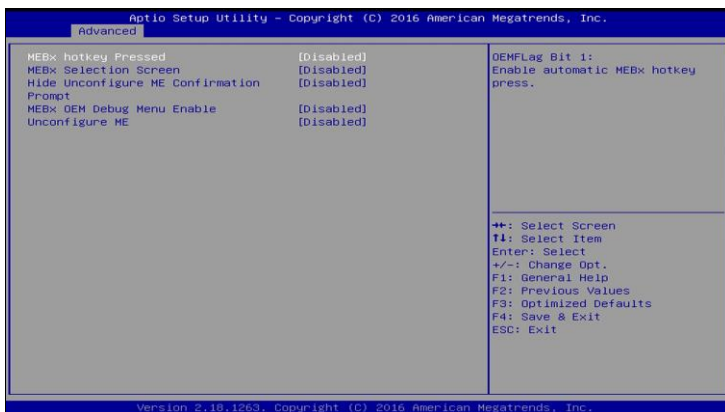 Aptio Setup Utility – Copyright (C) 2016 American Megatrends, Inc.
Advanced
MEBx hotkey Pressed [Disabled]
MEBx Selection Screen [Disabled]
Hide Unconfigure ME Confirmation [Disabled]
Prompt
MEBx OEM Debug Menu Enable [Disabled]
Unconfigure ME [Disabled]
OEMFLag Bit 1:
Enable automatic MEBx hotkey
press.
→←: Select Screen
↑↓: Select Item
Enter: Select
+/-: Change Opt.
F1: General Help
F2: Previous Values
F3: Optimized Defaults
F4: Save & Exit
ESC: Exit
Version 2.18.1263. Copyright (C) 2016 American Megatrends, Inc.